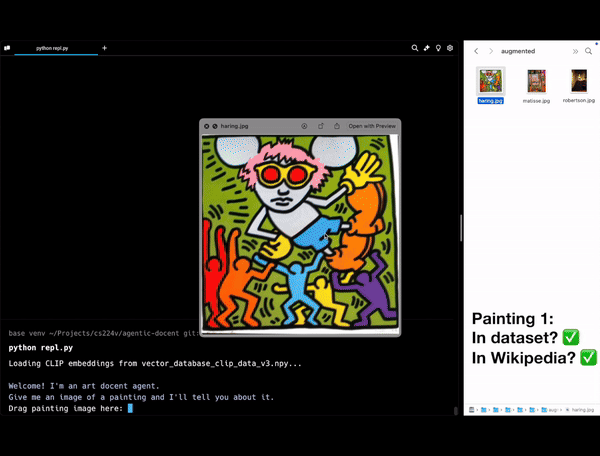 python repl.py
augmented
haring.jpg
matisse.jpg
robertson.jpg
haring.jpg
Open with Preview
base venv ~/Projects/cs224v/agentic-docent git:
python repl.py
Loading CLIP embeddings from vector_database_clip_data_v3.npy...
Welcome! I'm an art docent agent.
Give me an image of a painting and I'll tell you about it.
Drag painting image here:
Painting 1:
In dataset? ✅
In Wikipedia? ✅
haring.jpg